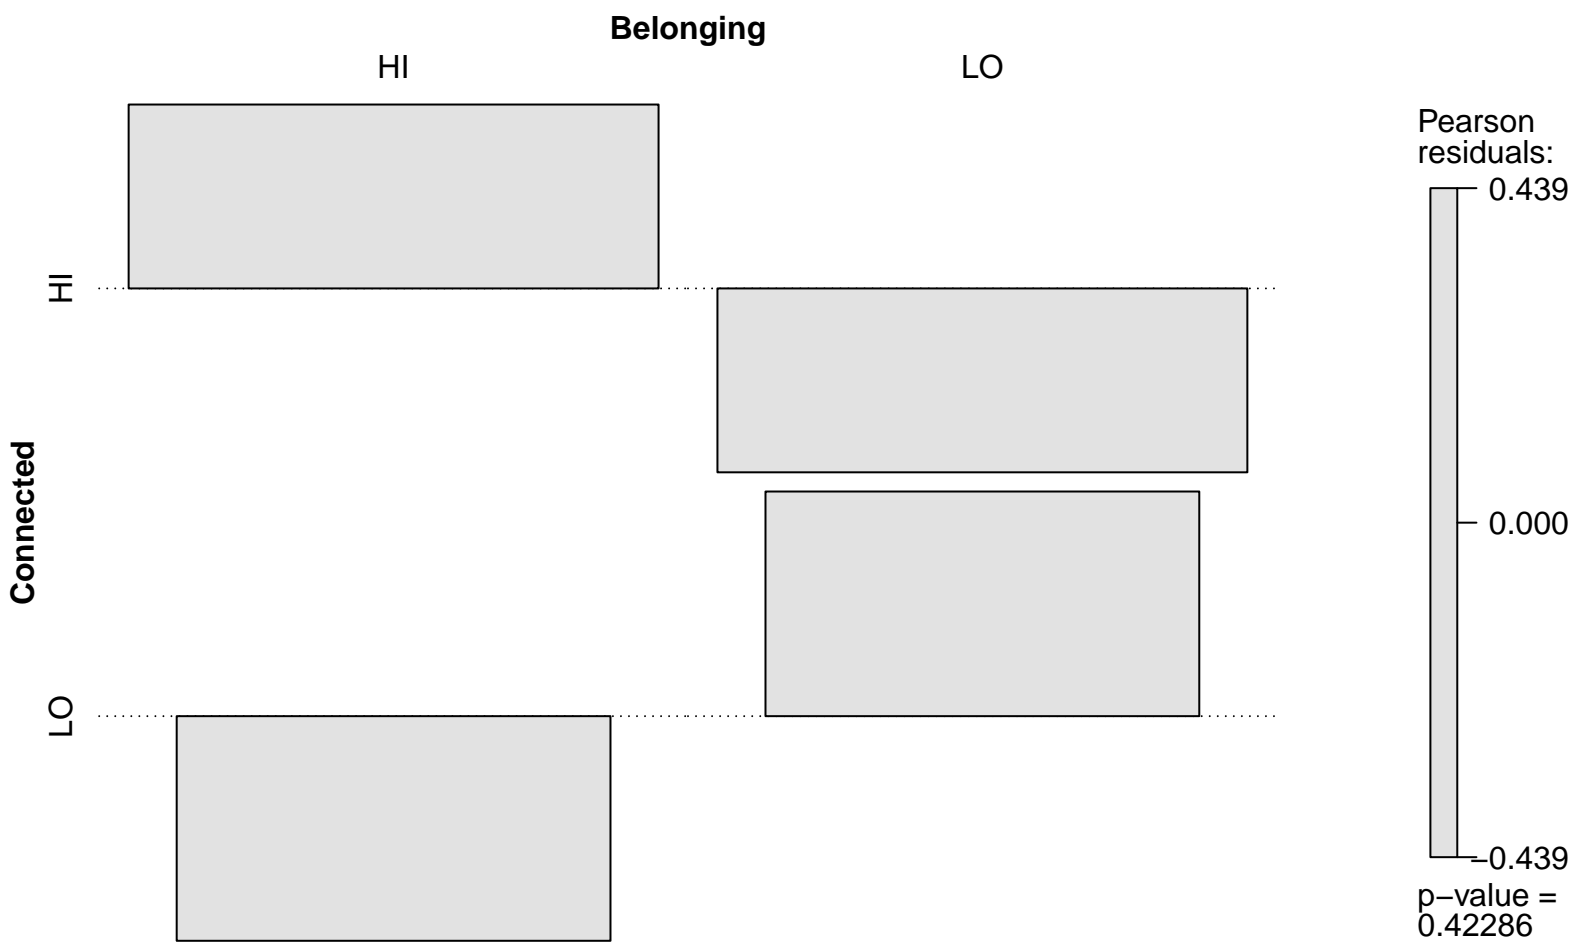 Belonging
HI LO
Connected
HI
LO
Pearson
residuals:
0.439
0.000
−0.439
p−value =
0.42286